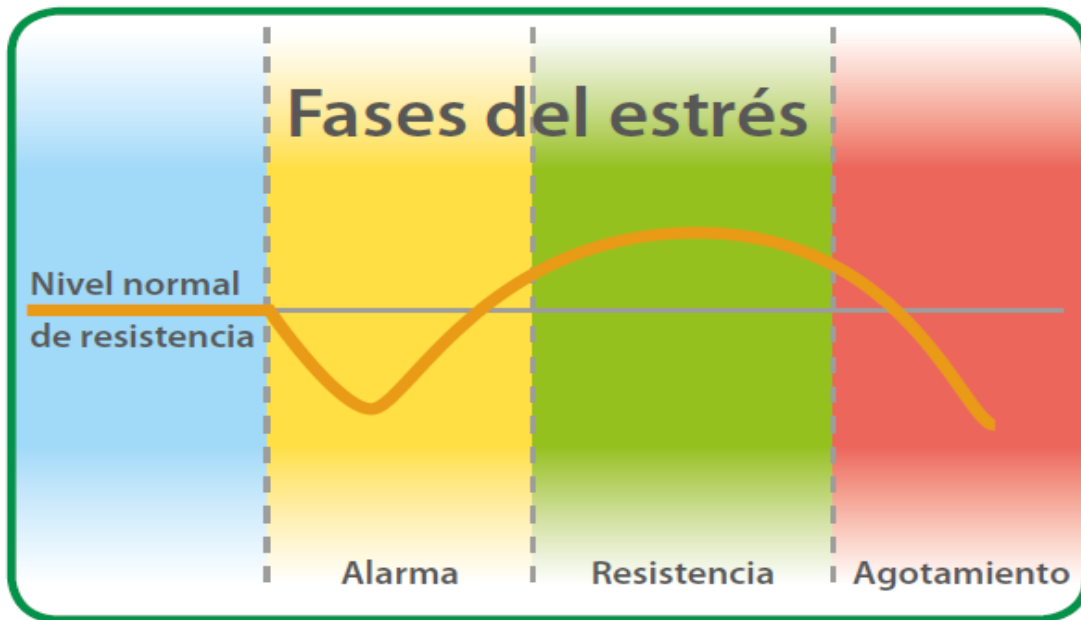 Fases del estrés
Nivel normal
de resistencia
Alarma
Resistencia
Agotamiento